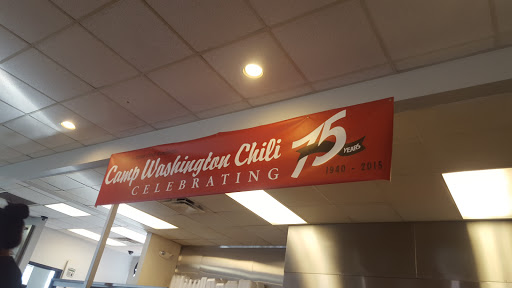 Camp Washington Chili
CELEBRATING
75
YEARS
1940 - 2015